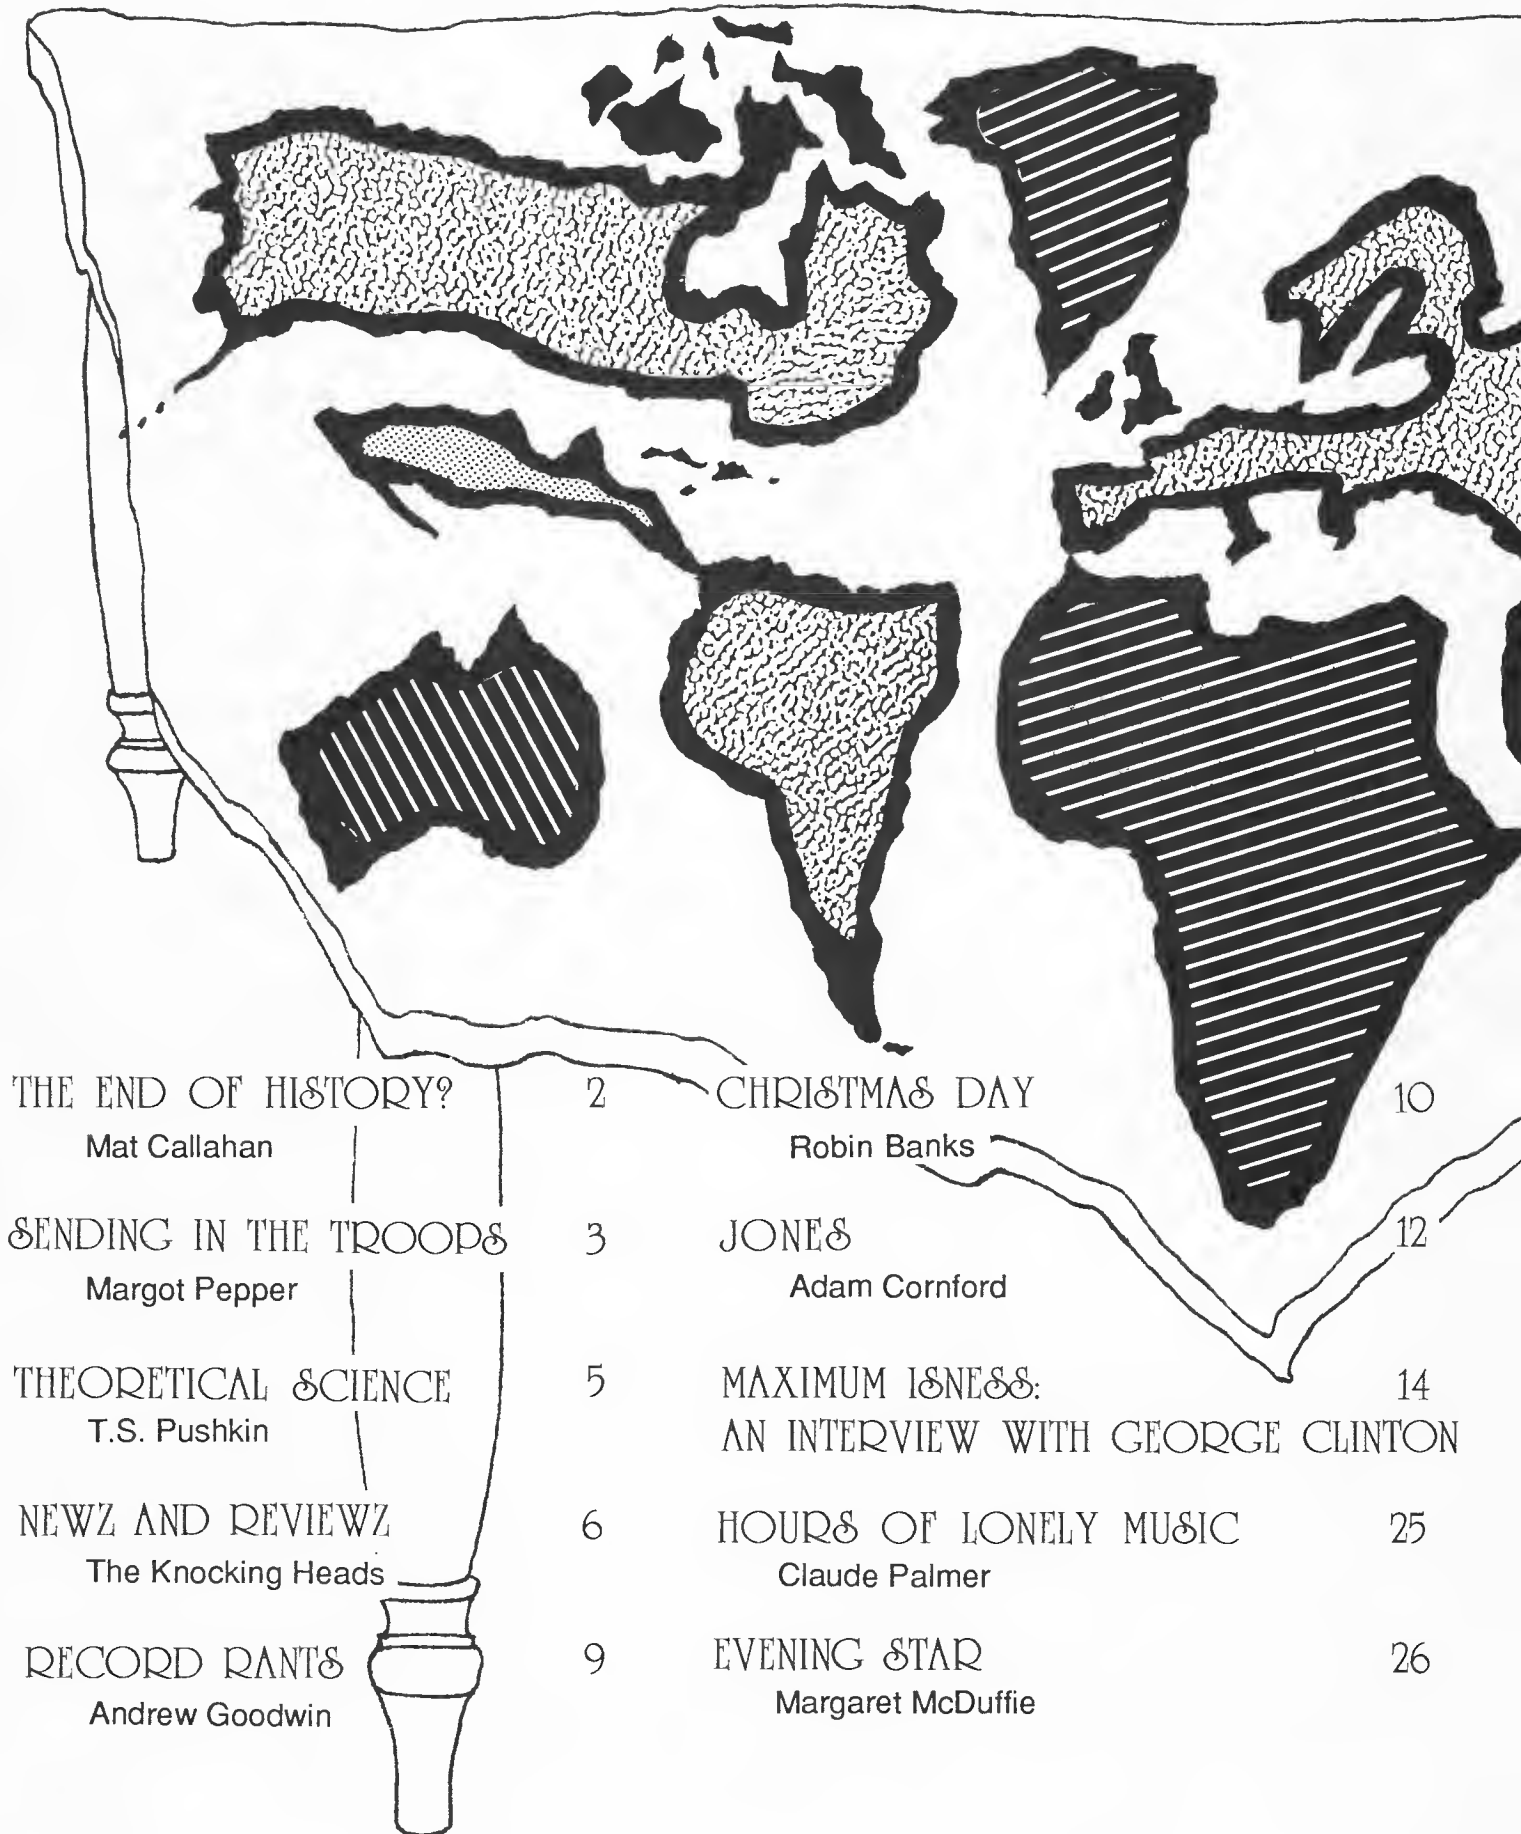 THE END OF HISTORY? 2
Mat Callahan
SENDING IN THE TROOPS 3
Margot Pepper
THEORETICAL SCIENCE 5
T.S. Pushkin
NEWZ AND REVIEWZ 6
The Knocking Heads
RECORD RANTS 9
Andrew Goodwin
CHRISTMAS DAY 10
Robin Banks
JONES 12
Adam Cornford
MAXIMUM ISNESS: 14
AN INTERVIEW WITH GEORGE CLINTON
HOURS OF LONELY MUSIC 25
Claude Palmer
EVENING STAR 26
Margaret McDuffie